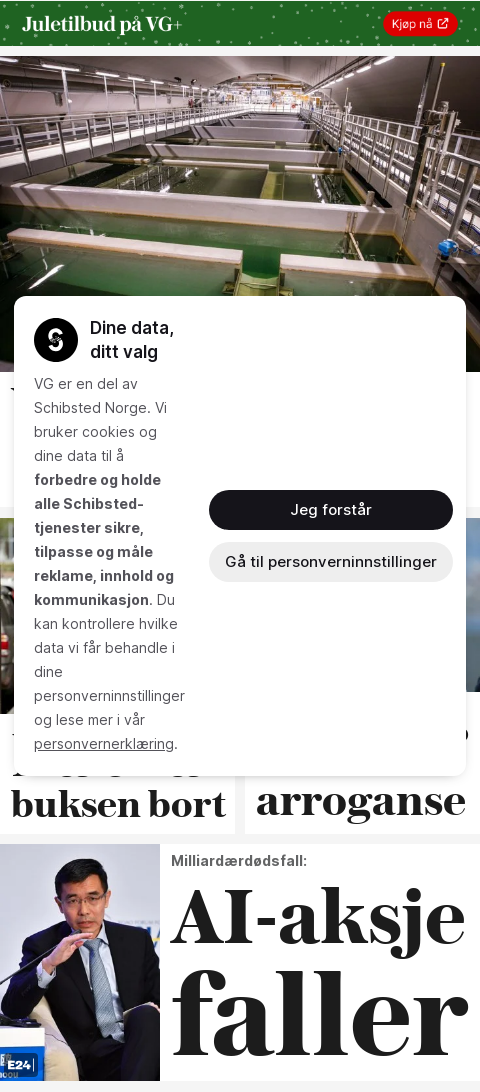 Juletilbud på VG+
Kjøp nå
Dine data,
ditt valg
VG er en del av
Schibsted Norge. Vi
bruker cookies og
dine data til å
forbedre og holde
alle Schibsted-
tjenester sikre,
tilpasse og måle
reklame, innhold og
kommunikasjon. Du
kan kontrollere hvilke
data vi får behandle i
dine
personverninnstillinger
og lese mer i vår
personvernerklæring.
Jeg forstår
Gå til personverninnstillinger
buksen bort
arroganse
Milliardærdødsfall:
AI-aksje
faller
E24